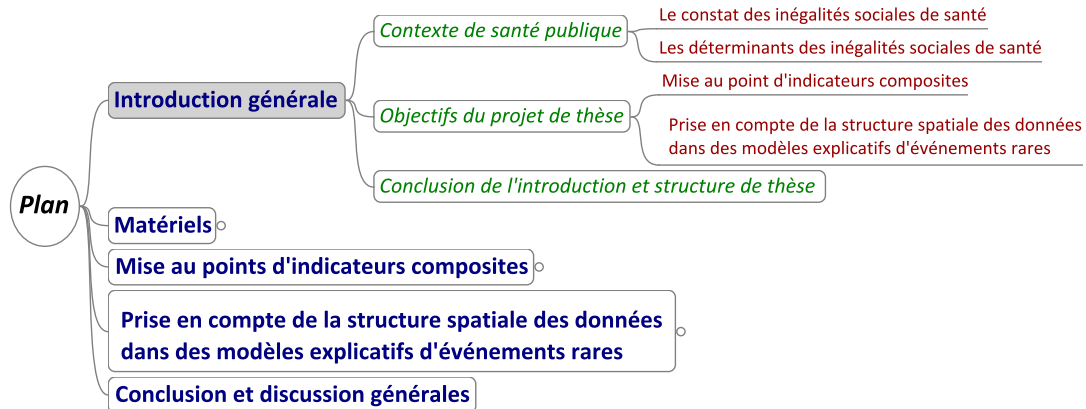 Plan
Introduction générale
Contexte de santé publique
Le constat des inégalités sociales de santé
Les déterminants des inégalités sociales de santé
Objectifs du projet de thèse
Mise au point d'indicateurs composites
Prise en compte de la structure spatiale des données
dans des modèles explicatifs d'événements rares
Conclusion de l'introduction et structure de thèse
Matériels
Mise au points d'indicateurs composites
Prise en compte de la structure spatiale des données
dans des modèles explicatifs d'événements rares
Conclusion et discussion générales